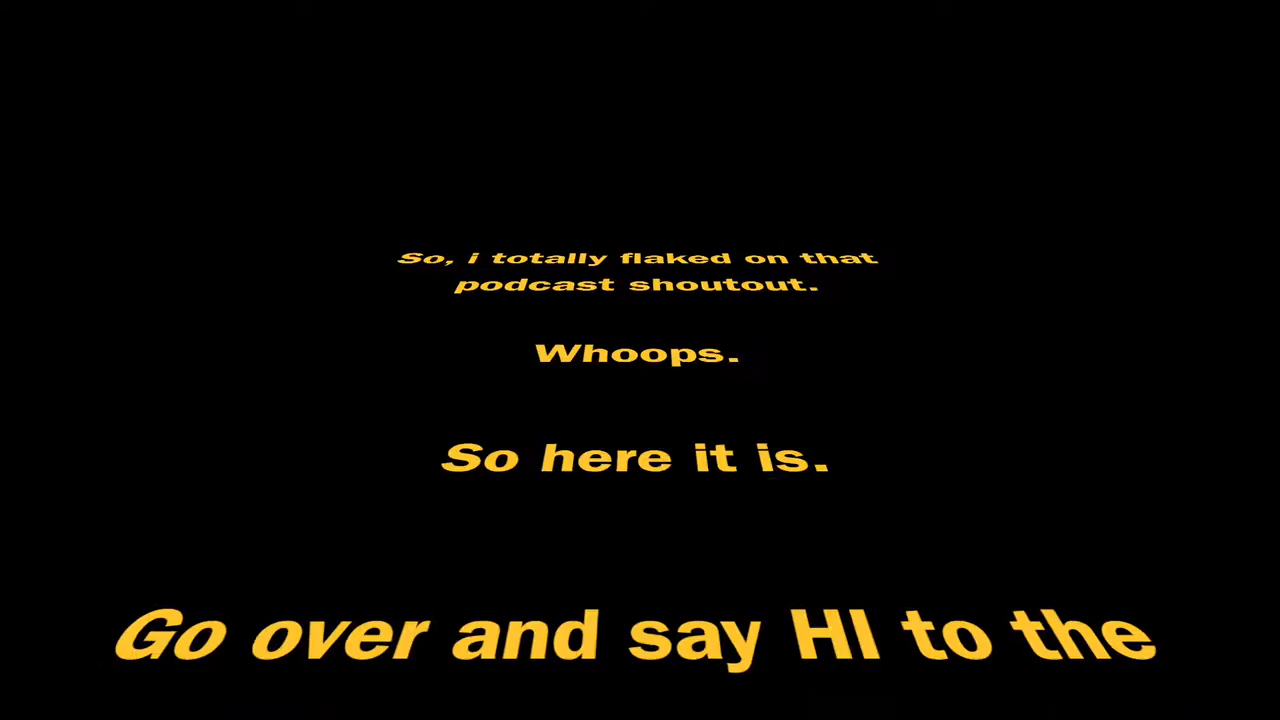 So, i totally flaked on that
podcast shoutout.
Whoops.
So here it is.
Go over and say HI to the